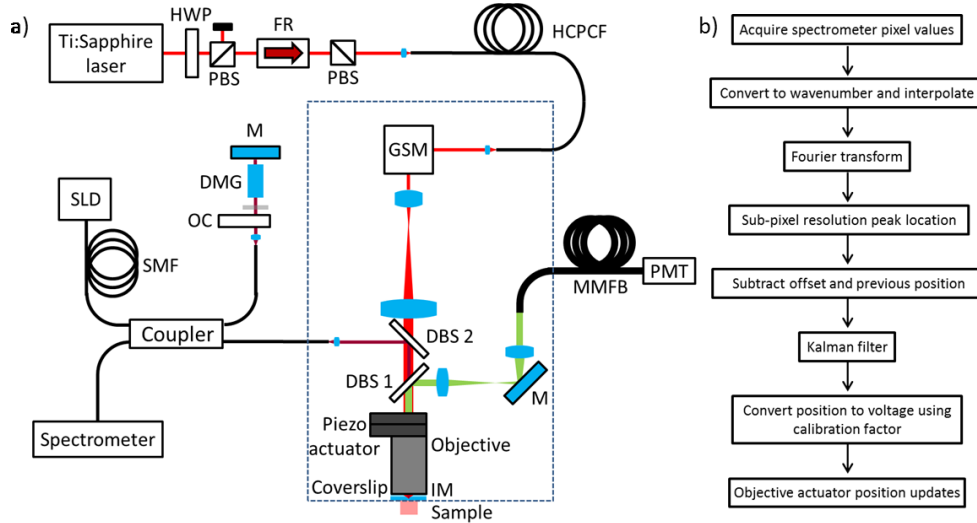 a)
Ti:Sapphire
laser
HWP
PBS
FR
PBS
HCPCF
M
DMG
OC
SLD
SMF
Coupler
Spectrometer
GSM
DBS 2
DBS 1
MMFB
PMT
M
Piezo
actuator
Objective
Coverslip
IM
Sample
b)
Acquire spectrometer pixel values
Convert to wavenumber and interpolate
Fourier transform
Sub-pixel resolution peak location
Subtract offset and previous position
Kalman filter
Convert position to voltage using
calibration factor
Objective actuator position updates